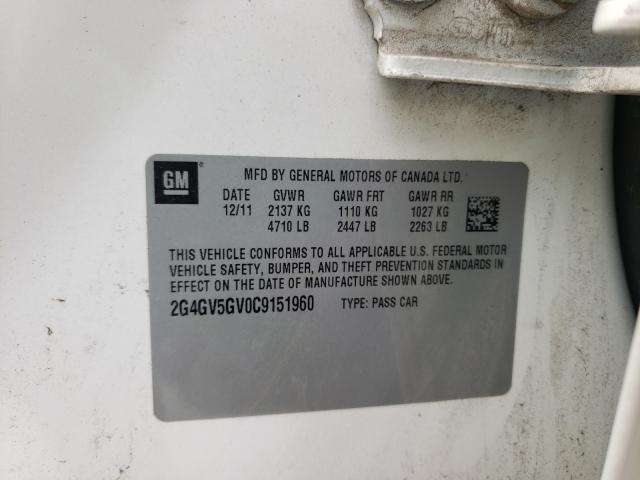 GM
MFD BY GENERAL MOTORS OF CANADA LTD.
DATE GVWR GAWR FRT GAWR RR
12/11 2137 KG 1110 KG 1027 KG
4710 LB 2447 LB 2263 LB
THIS VEHICLE CONFORMS TO ALL APPLICABLE U.S. FEDERAL MOTOR
VEHICLE SAFETY, BUMPER, AND THEFT PREVENTION STANDARDS IN
EFFECT ON THE DATE OF MANUFACTURE SHOWN ABOVE.
2G4GV5GV0C9151960 TYPE: PASS CAR